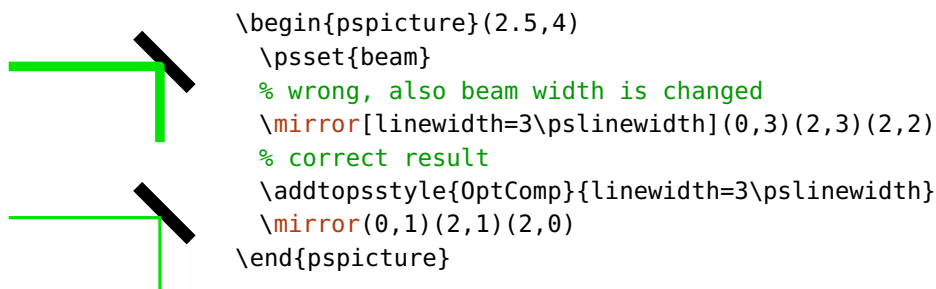 \begin{pspicture}(2.5,4)
\psset{beam}
% wrong, also beam width is changed
\mirror[linewidth=3\pslinewidth](0,3)(2,3)(2,2)
% correct result
\addtopsstyle{OptComp}{linewidth=3\pslinewidth}
\mirror(0,1)(2,1)(2,0)
\end{pspicture}